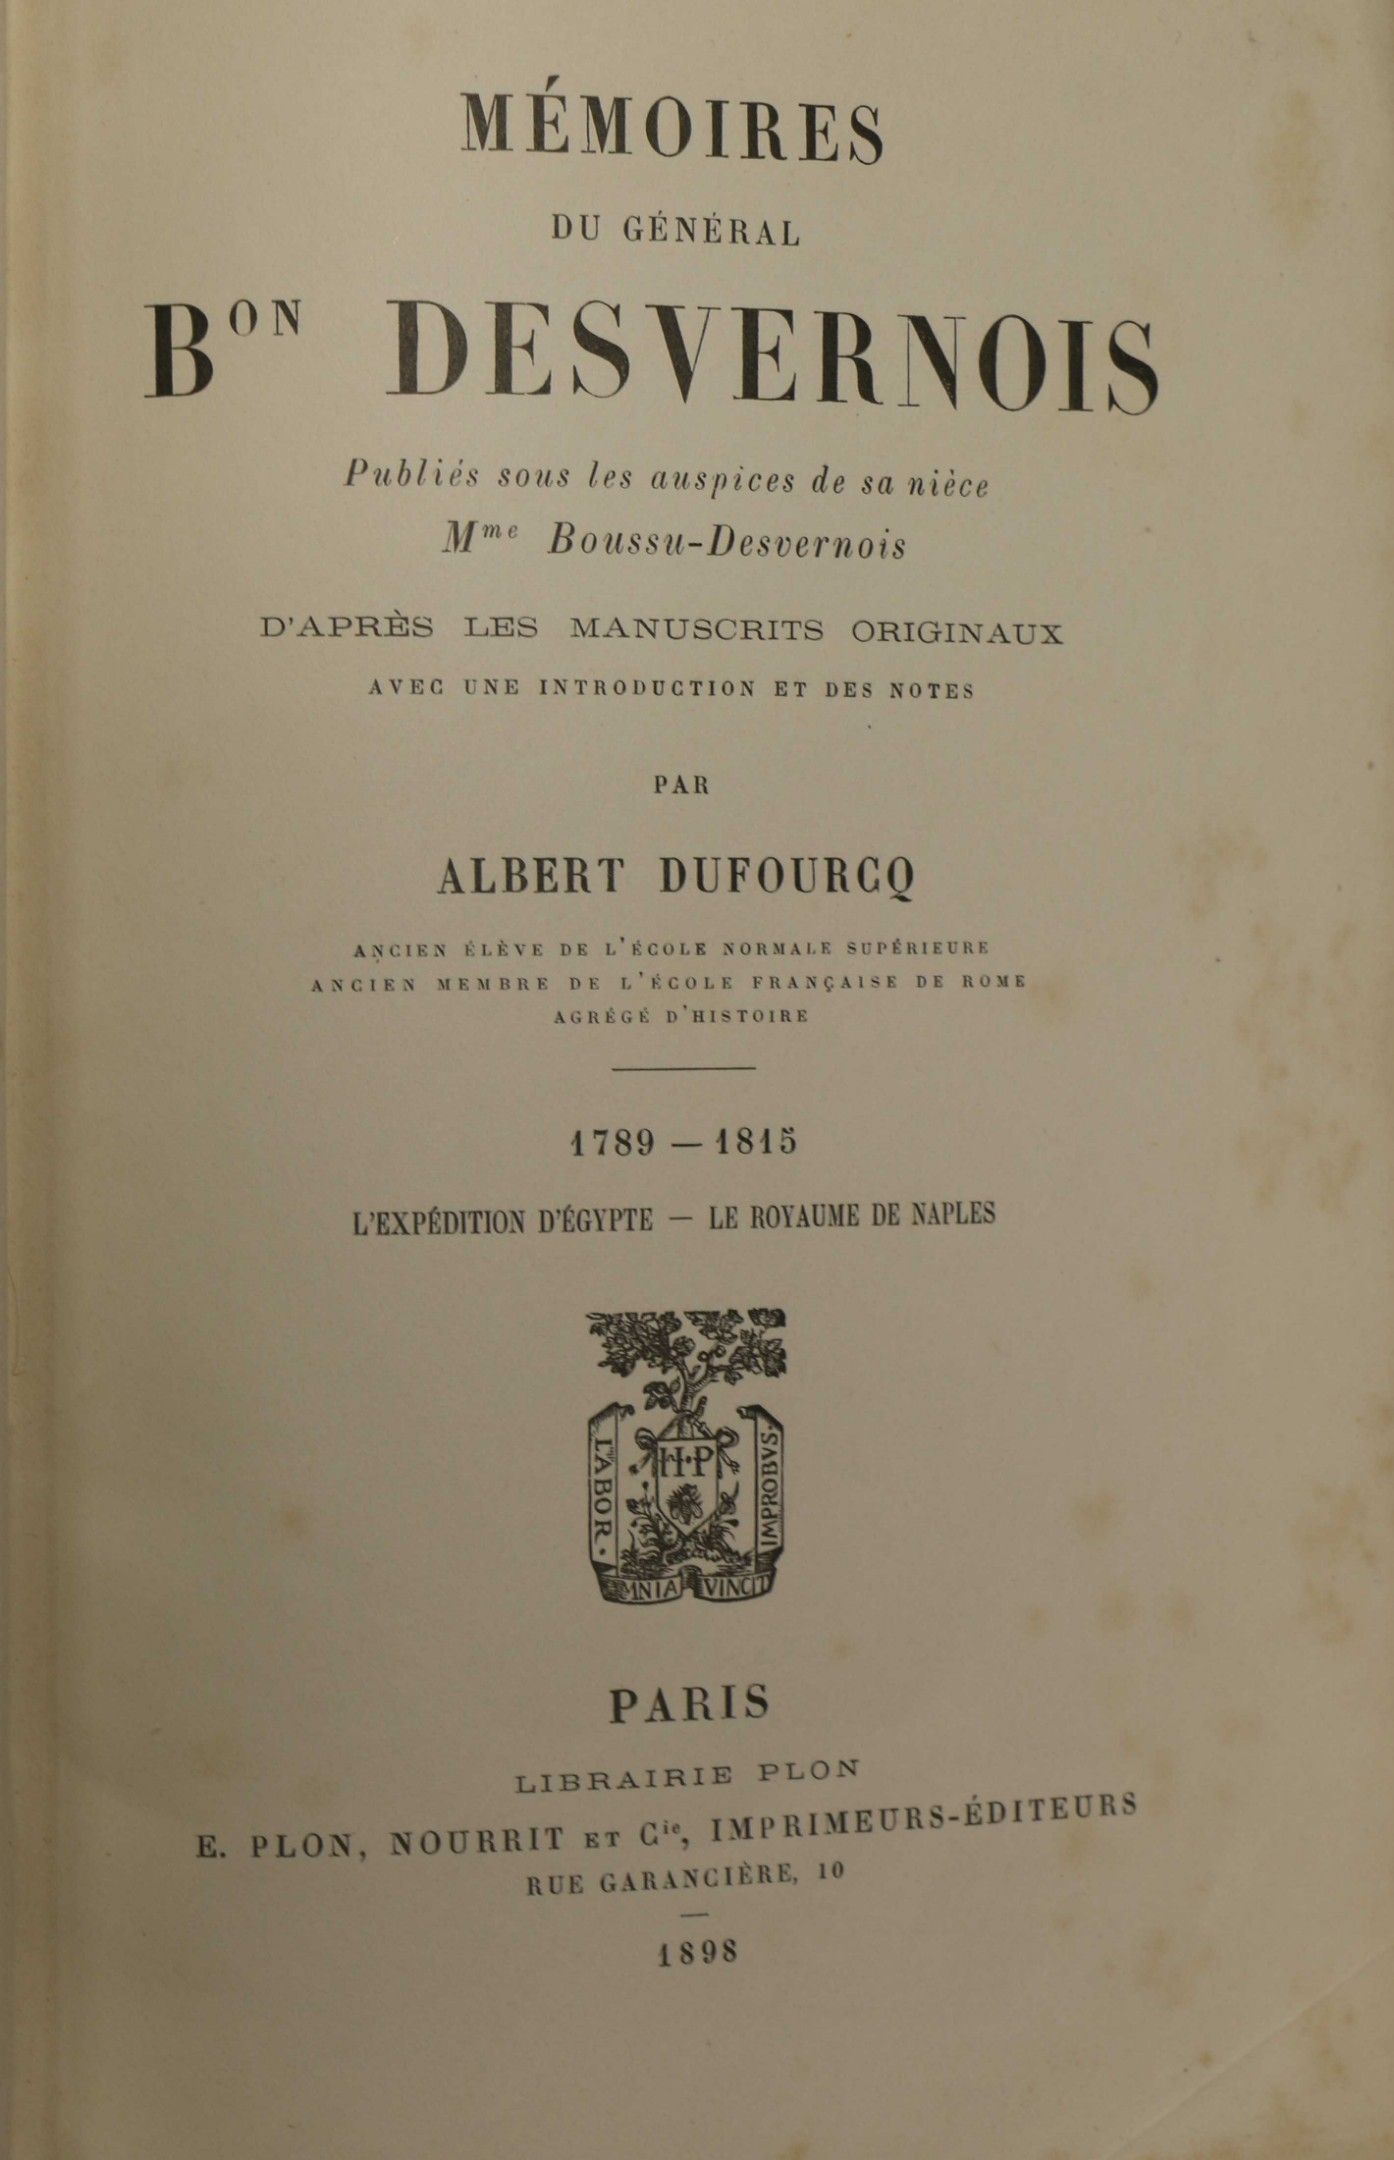 MÉMOIRES
DU GÉNÉRAL
BON DESVERNOIS
Publiés sous les auspices de sa nièce
Mme Boussu-Desvernois
D'APRÈS LES MANUSCRITS ORIGINAUX
AVEC UNE INTRODUCTION ET DES NOTES
PAR
ALBERT DUFOURCQ
ANCIEN ÉLÈVE DE L'ÉCOLE NORMALE SUPÉRIEURE
ANCIEN MEMBRE DE L'ÉCOLE FRANÇAISE DE ROME
AGRÉGÉ D'HISTOIRE
1789 — 1815
L'EXPÉDITION D'ÉGYPTE — LE ROYAUME DE NAPLES
H·P
LABOR·
IMPROBVS·
OMNIA VINCIT
PARIS
LIBRAIRIE PLON
E. PLON, NOURRIT ET Cie, IMPRIMEURS-ÉDITEURS
RUE GARANCIÈRE, 10
1898